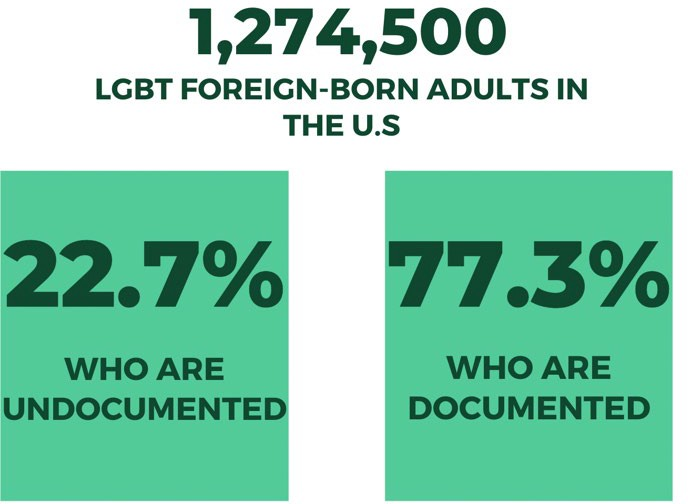 1,274,500
LGBT FOREIGN-BORN ADULTS IN
THE U.S
22.7%
WHO ARE
UNDOCUMENTED
77.3%
WHO ARE
DOCUMENTED